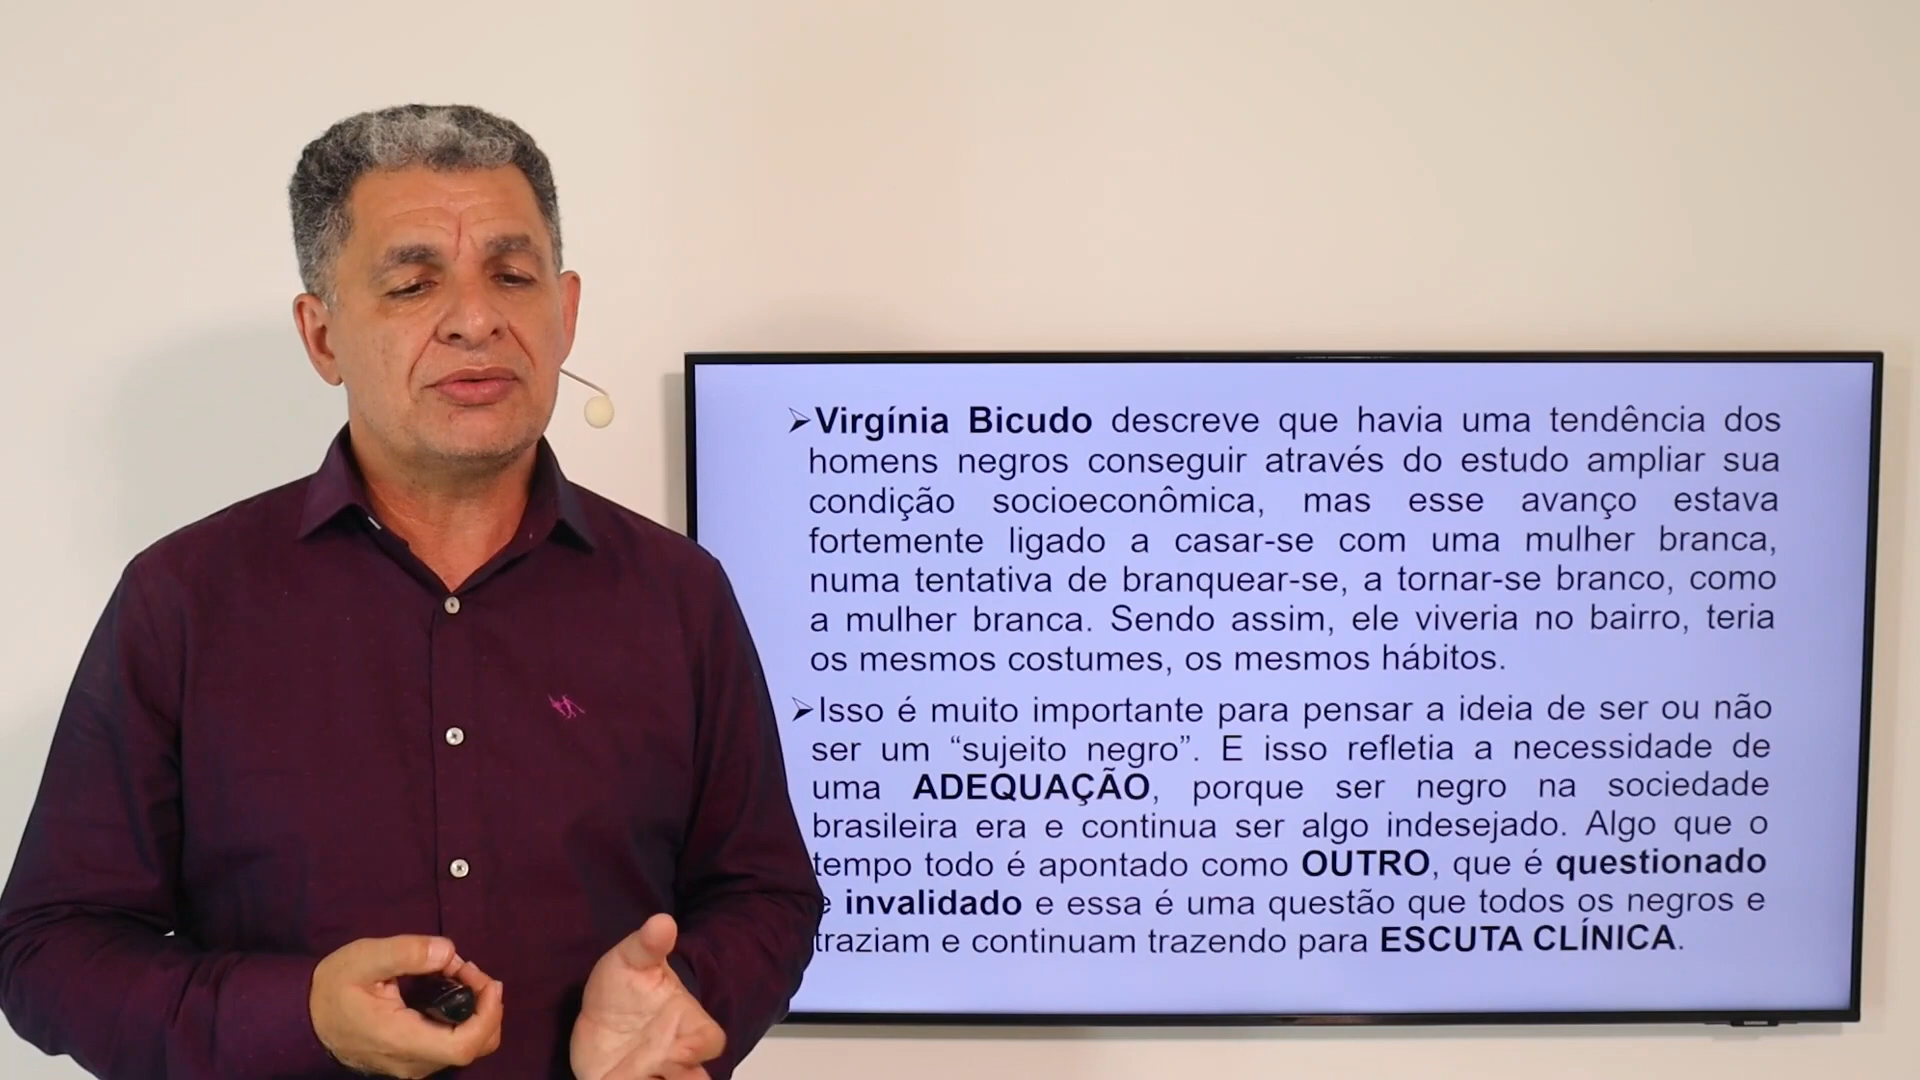 ➢Virgínia Bicudo descreve que havia uma tendência dos
homens negros conseguir através do estudo ampliar sua
condição socioeconômica, mas esse avanço estava
fortemente ligado a casar-se com uma mulher branca,
numa tentativa de branquear-se, a tornar-se branco, como
a mulher branca. Sendo assim, ele viveria no bairro, teria
os mesmos costumes, os mesmos hábitos.
➢Isso é muito importante para pensar a ideia de ser ou não
ser um “sujeito negro”. E isso refletia a necessidade de
uma ADEQUAÇÃO, porque ser negro na sociedade
brasileira era e continua ser algo indesejado. Algo que o
tempo todo é apontado como OUTRO, que é questionado
e invalidado e essa é uma questão que todos os negros e
traziam e continuam trazendo para ESCUTA CLÍNICA.